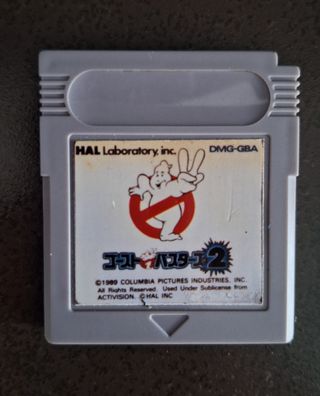 HAL Laboratory, inc. DMG-GBA
ゴーストバスターズ2
©1989 COLUMBIA PICTURES INDUSTRIES, INC.
All Rights Reserved. Used Under Sublicense from
ACTIVISION. ©HAL INC